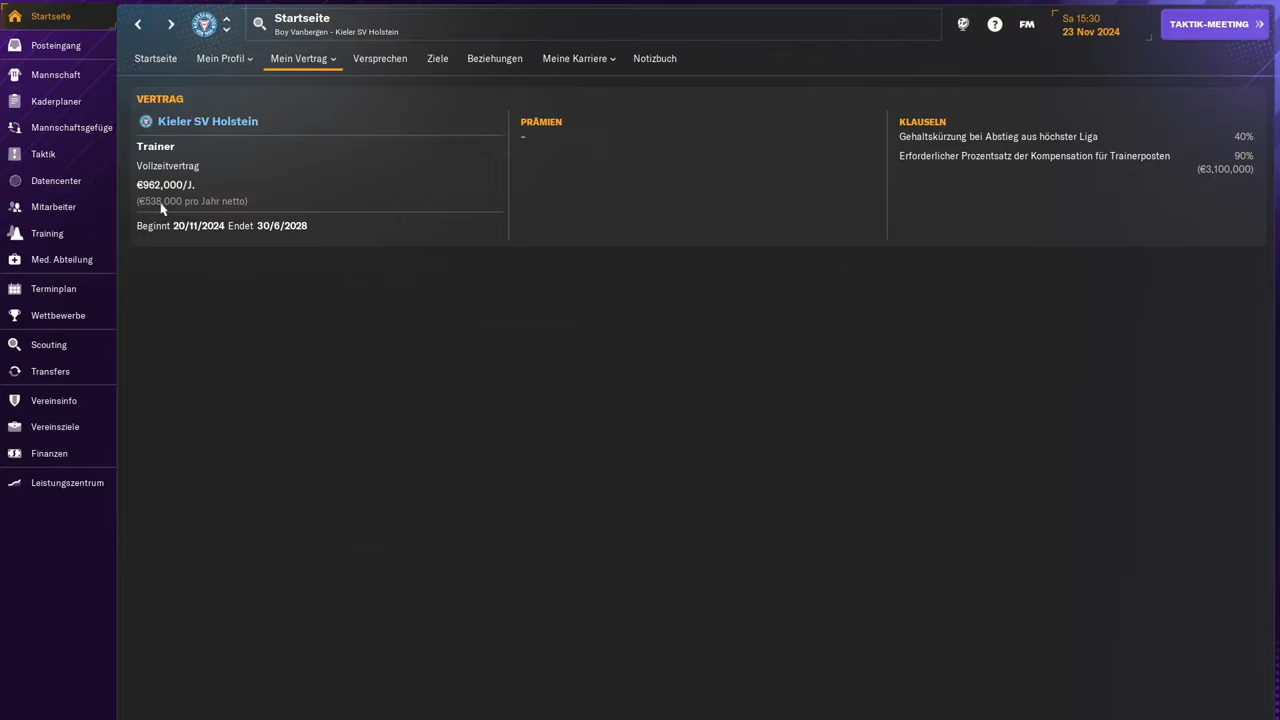 Startseite
Posteingang
Mannschaft
Kaderplaner
Mannschaftsgefüge
Taktik
Datencenter
Mitarbeiter
Training
Med. Abteilung
Terminplan
Wettbewerbe
Scouting
Transfers
Vereinsinfo
Vereinsziele
Finanzen
Leistungszentrum
Startseite
Boy Vanbergen - Kieler SV Holstein
?
FM
Sa 15:30
23 Nov 2024
TAKTIK-MEETING
Startseite Mein Profil Mein Vertrag Versprechen Ziele Beziehungen Meine Karriere Notizbuch
VERTRAG
Kieler SV Holstein
Trainer
Vollzeitvertrag
€962,000/J.
(€538,000 pro Jahr netto)
Beginnt 20/11/2024 Endet 30/6/2028
PRÄMIEN
-
KLAUSELN
Gehaltskürzung bei Abstieg aus höchster Liga 40%
Erforderlicher Prozentsatz der Kompensation für Trainerposten 90%
(€3,100,000)